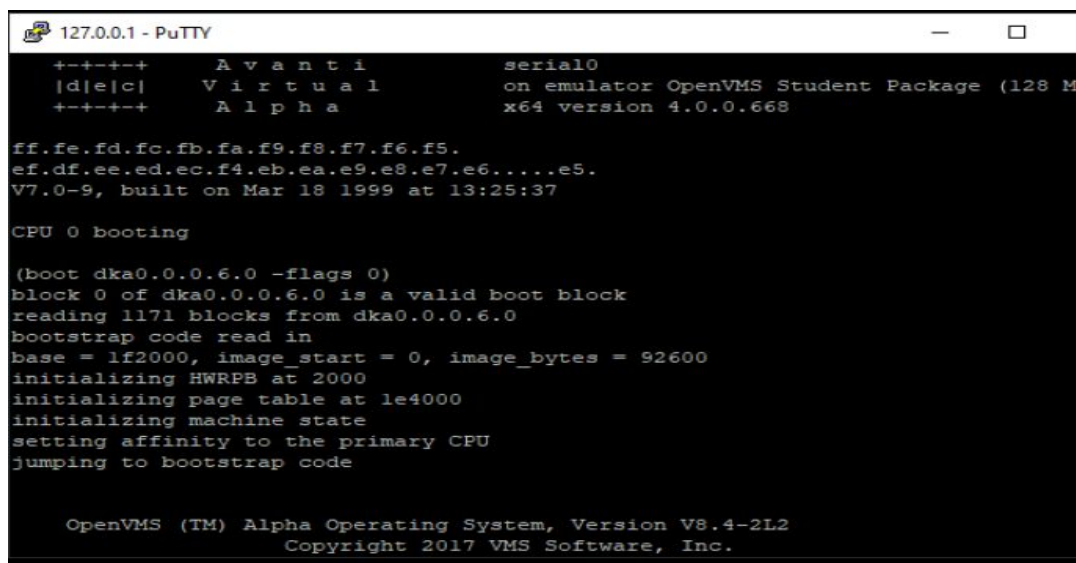 127.0.0.1 - PuTTY
+-+-+-+ A v a n t i serial0
|d|e|c| V i r t u a l on emulator OpenVMS Student Package (128 M
+-+-+-+ A l p h a x64 version 4.0.0.668
ff.fe.fd.fc.fb.fa.f9.f8.f7.f6.f5.
ef.df.ee.ed.ec.f4.eb.ea.e9.e8.e7.e6.....e5.
V7.0-9, built on Mar 18 1999 at 13:25:37
CPU 0 booting
(boot dka0.0.0.6.0 -flags 0)
block 0 of dka0.0.0.6.0 is a valid boot block
reading 1171 blocks from dka0.0.0.6.0
bootstrap code read in
base = 1f2000, image_start = 0, image_bytes = 92600
initializing HWRPB at 2000
initializing page table at 1e4000
initializing machine state
setting affinity to the primary CPU
jumping to bootstrap code
OpenVMS (TM) Alpha Operating System, Version V8.4-2L2
Copyright 2017 VMS Software, Inc.